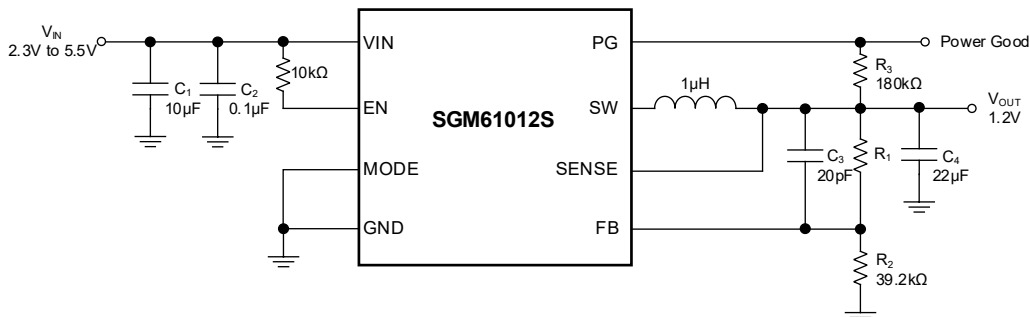 VIN
2.3V to 5.5V
C1
10μF
C2
0.1μF
10kΩ
VIN
EN
MODE
GND
SGM61012S
PG
SW
SENSE
FB
1μH
Power Good
R3
180kΩ
VOUT
1.2V
C3
20pF
R1
C4
22μF
R2
39.2kΩ